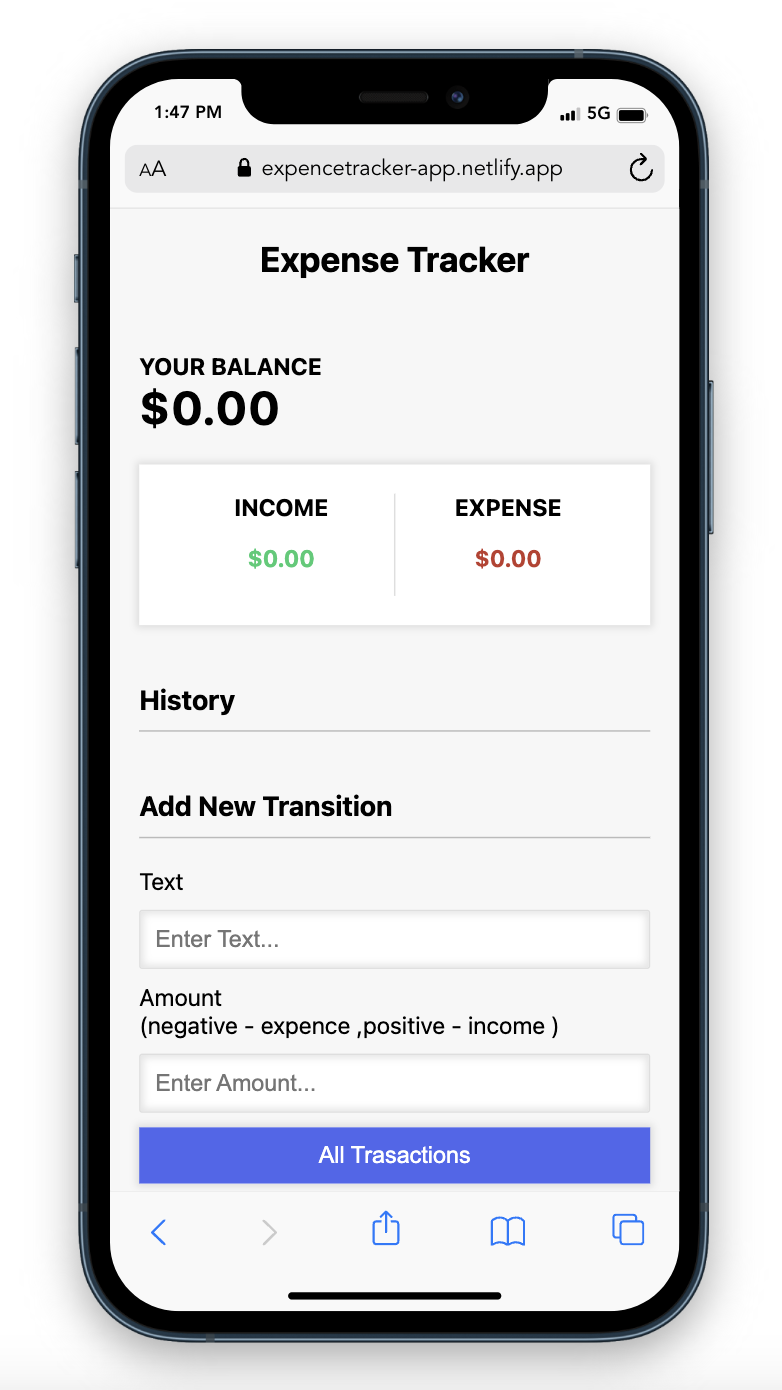 1:47 PM
5G
AA
expencetracker-app.netlify.app
Expense Tracker
YOUR BALANCE
$0.00
INCOME
EXPENSE
$0.00
$0.00
History
Add New Transition
Text
Enter Text...
Amount
(negative - expence ,positive - income )
Enter Amount...
All Trasactions